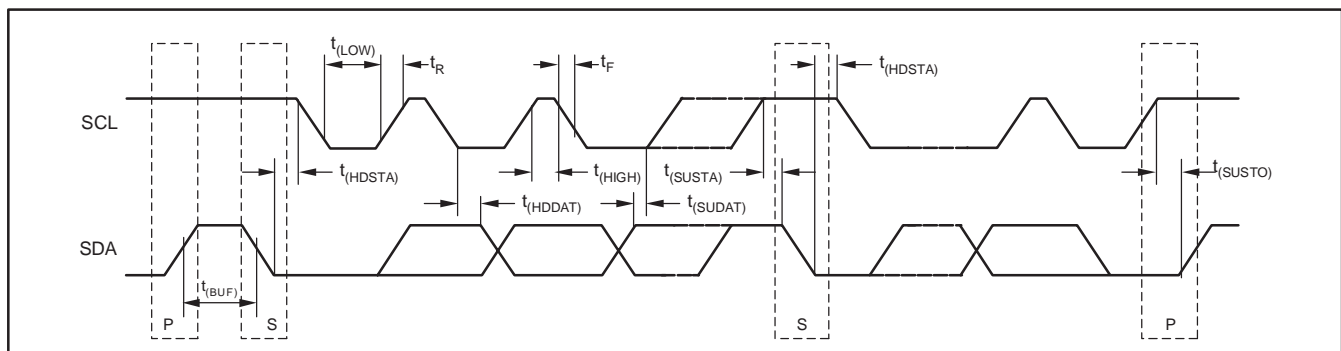 t(LOW)
tR
tF
t(HDSTA)
SCL
t(HDSTA)
t(HIGH)
t(SUSTA)
t(SUSTO)
t(HDDAT)
t(SUDAT)
SDA
t(BUF)
P
S
S
P